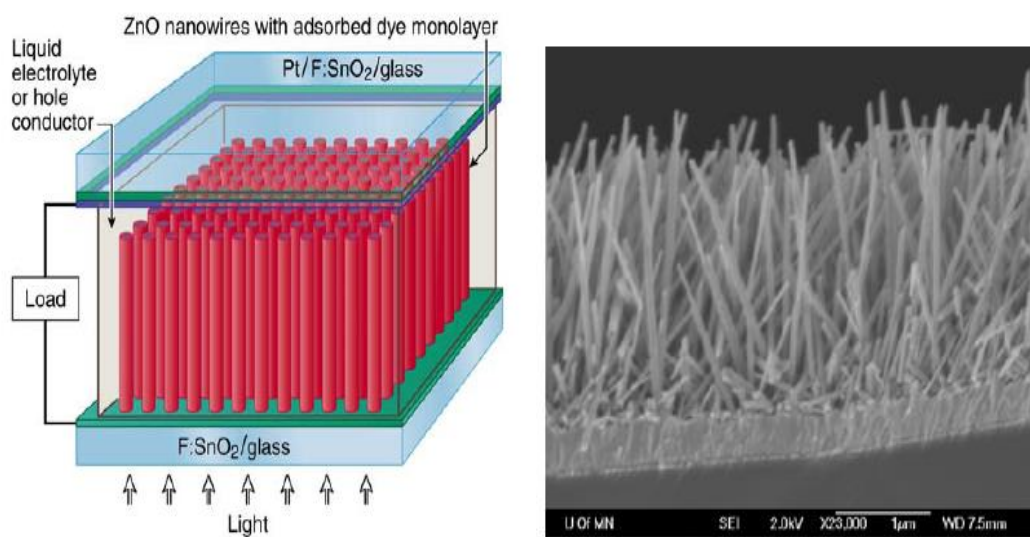 ZnO nanowires with adsorbed dye monolayer
Liquid
electrolyte
or hole
conductor
Pt/F:SnO₂/glass
Load
F:SnO₂/glass
Light
U Of MN SEI 2.0kV X23,000 1µm WD 7.5mm